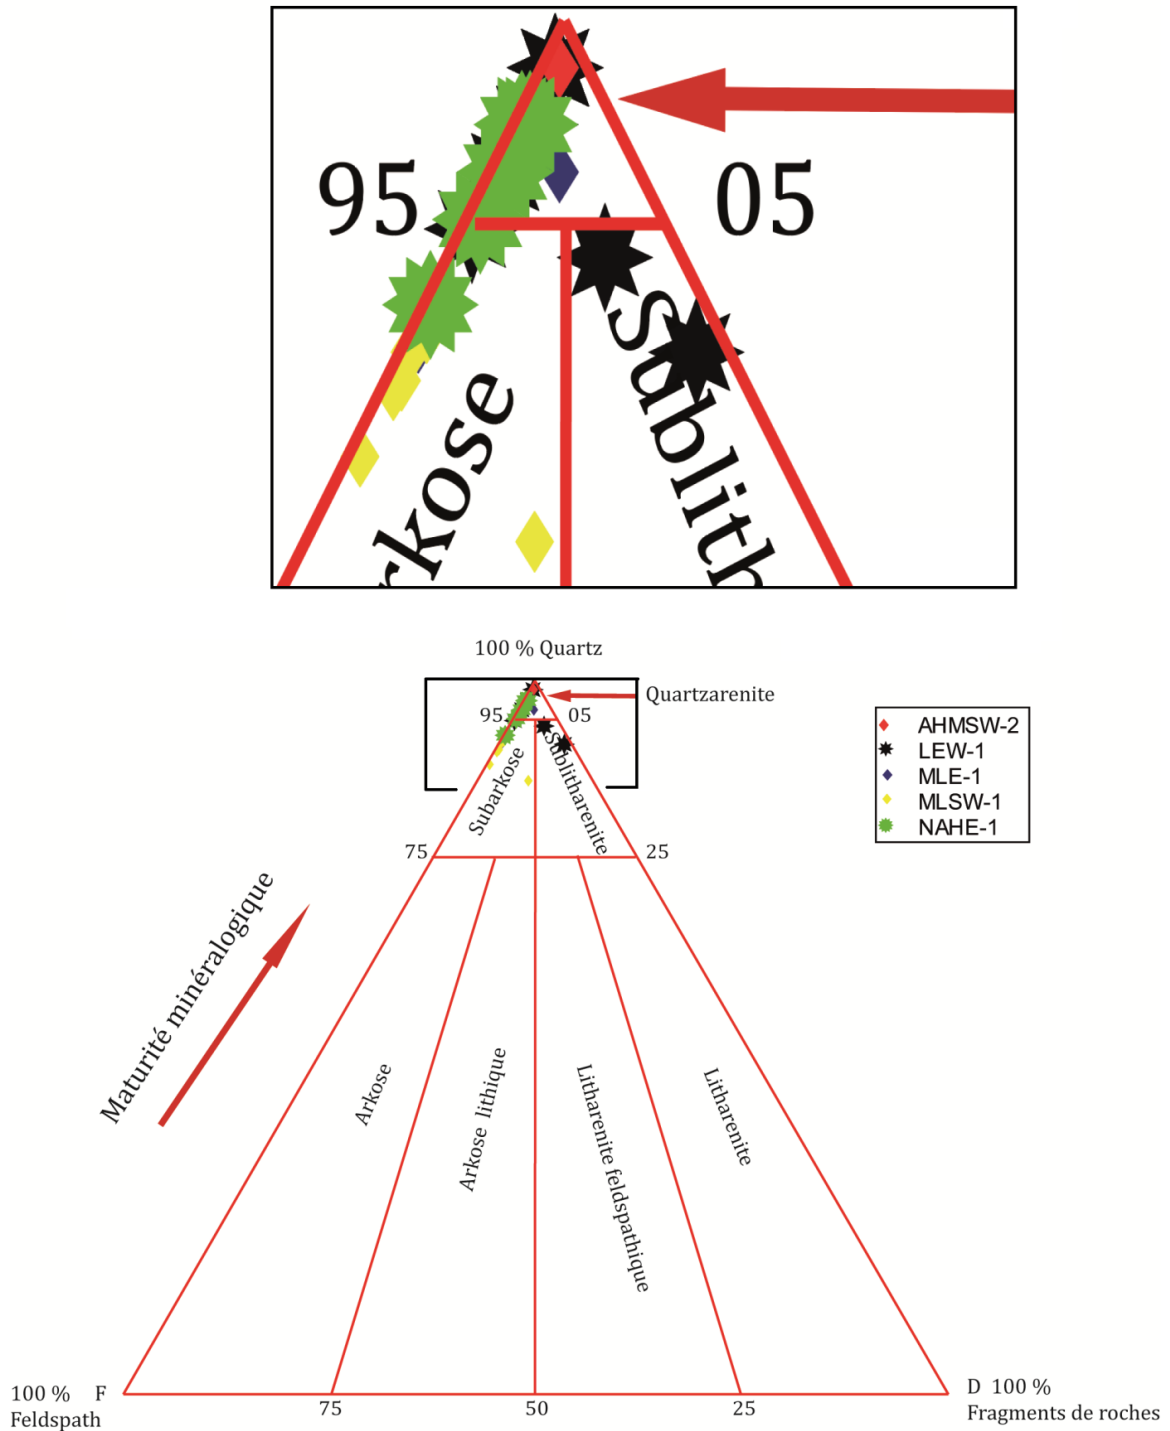 95
05
rkose
Sublith
100 % Quartz
Quartzarenite
95
05
AHMSW-2
LEW-1
MLE-1
MLSW-1
NAHE-1
Subarkose
Sublitharenite
75
25
Maturité minéralogique
Arkose
Arkose lithique
Litharenite feldspathique
Litharenite
100 % F
Feldspath
75
50
25
D 100 %
Fragments de roches